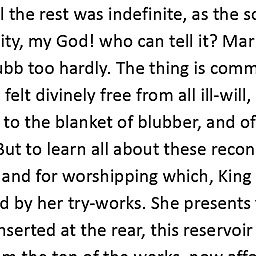 l the rest was indefinite, as the so
ity, my God! who can tell it? Mar
ubb too hardly. The thing is comm
felt divinely free from all ill-will,
to the blanket of blubber, and of
But to learn all about these recon
and for worshipping which, King
d by her try-works. She presents
nserted at the rear, this reservoir
m the top of the works, now affo